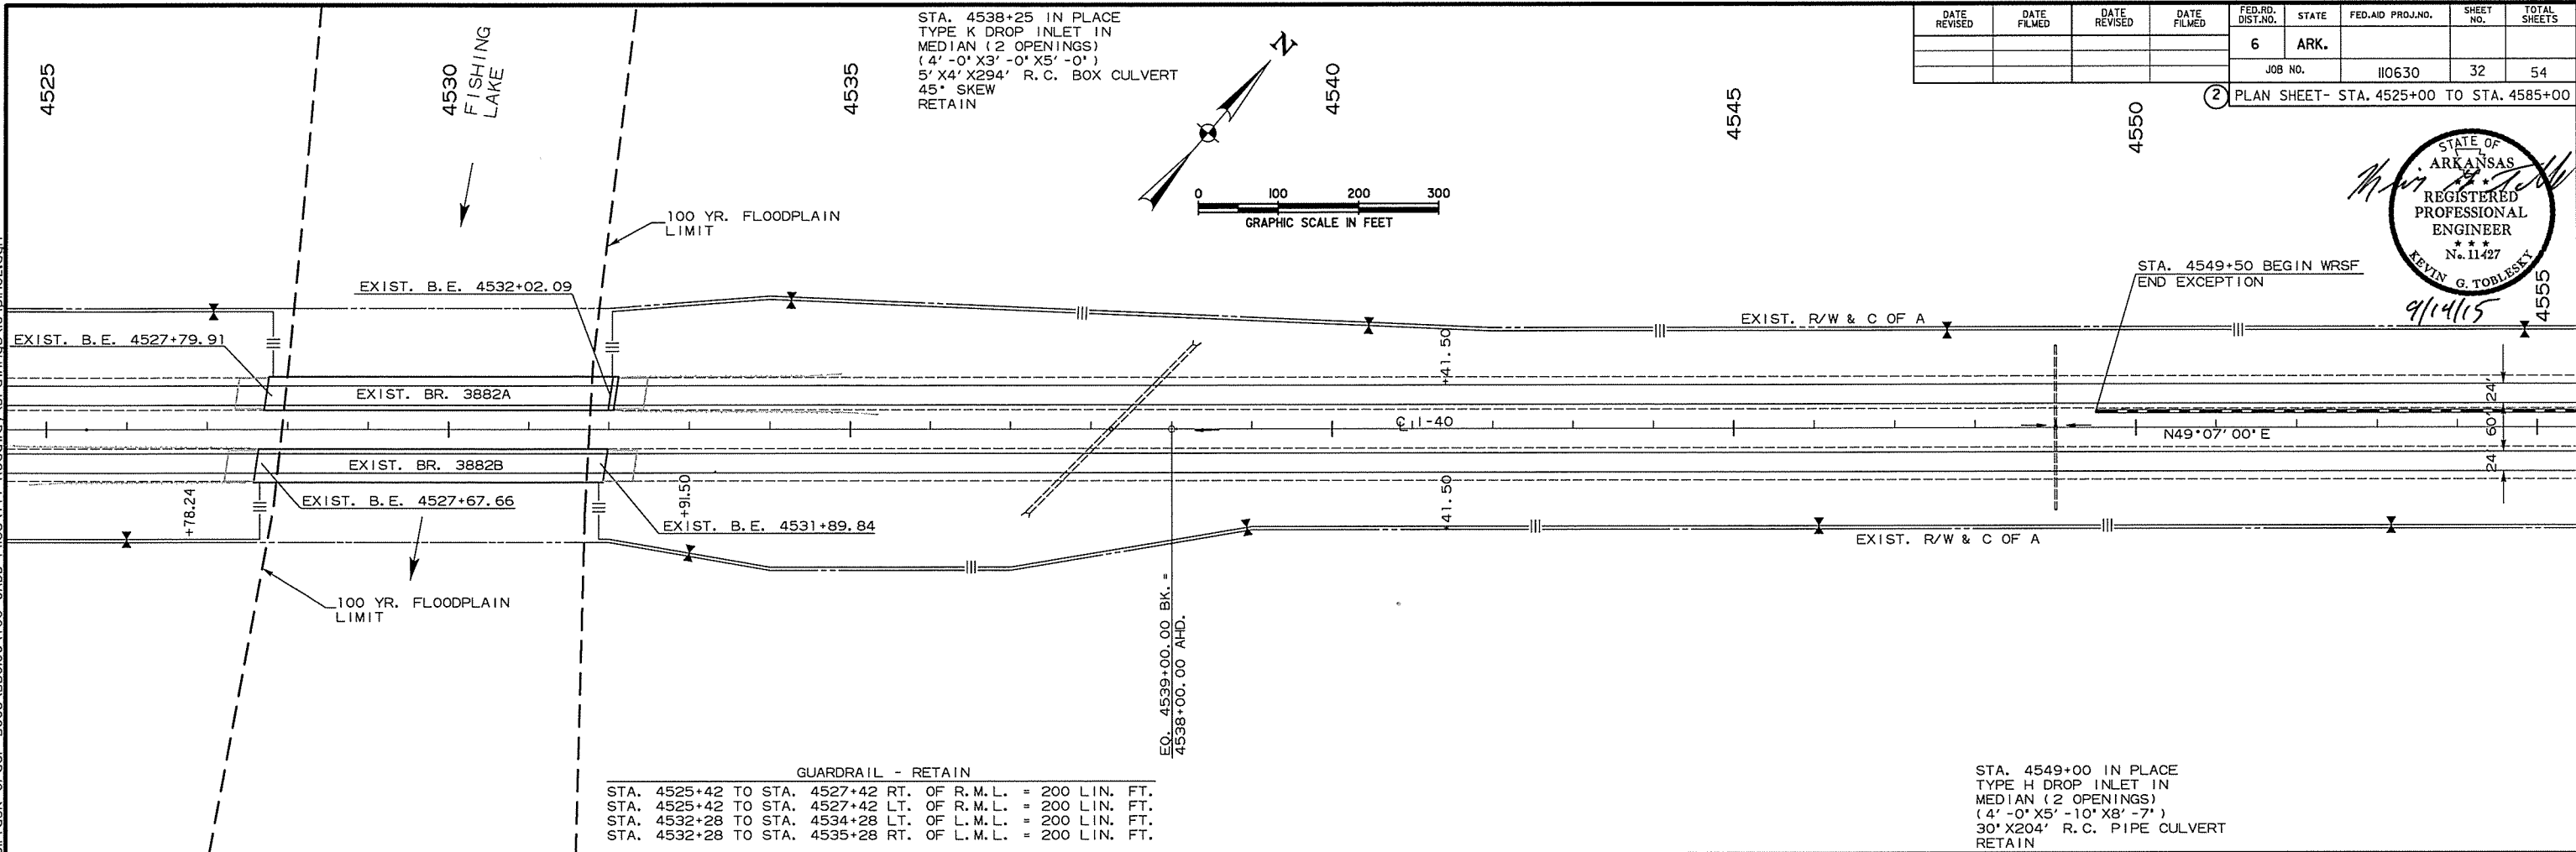 DATE REVISED
DATE FILMED
DATE REVISED
DATE FILMED
FED.RD. DIST.NO.
STATE
FED.AID PROJ.NO.
SHEET NO.
TOTAL SHEETS
6
ARK.
JOB NO.
110630
32
54
2 PLAN SHEET- STA. 4525+00 TO STA. 4585+00
STA. 4538+25 IN PLACE
TYPE K DROP INLET IN
MEDIAN (2 OPENINGS)
(4'-0"X3'-0"X5'-0")
5'X4'X294' R.C. BOX CULVERT
45° SKEW
RETAIN
4525
4530
FISHING
LAKE
4535
4540
4545
4550
4555
N
0 100 200 300
GRAPHIC SCALE IN FEET
STATE OF
ARKANSAS
REGISTERED
PROFESSIONAL
ENGINEER
No. 11427
KEVIN G. TOBLESKY
9/14/15
100 YR. FLOODPLAIN
LIMIT
STA. 4549+50 BEGIN WRSF
END EXCEPTION
EXIST. B.E. 4532+02.09
EXIST. B.E. 4527+79.91
EXIST. R/W & C OF A
EXIST. BR. 3882A
+41.50
24'
60'
24'
℄ I-40
N49°07'00"E
EXIST. BR. 3882B
EXIST. B.E. 4527+67.66
+78.24
+91.50
EXIST. B.E. 4531+89.84
+41.50
EXIST. R/W & C OF A
100 YR. FLOODPLAIN
LIMIT
EQ. 4539+00.00 BK. =
4538+00.00 AHD.
GUARDRAIL - RETAIN
STA. 4525+42 TO STA. 4527+42 RT. OF R.M.L. = 200 LIN. FT.
STA. 4525+42 TO STA. 4527+42 LT. OF R.M.L. = 200 LIN. FT.
STA. 4532+28 TO STA. 4534+28 LT. OF L.M.L. = 200 LIN. FT.
STA. 4532+28 TO STA. 4535+28 RT. OF L.M.L. = 200 LIN. FT.
STA. 4549+00 IN PLACE
TYPE H DROP INLET IN
MEDIAN (2 OPENINGS)
(4'-0"X5'-10"X8'-7")
30"X204' R.C. PIPE CULVERT
RETAIN